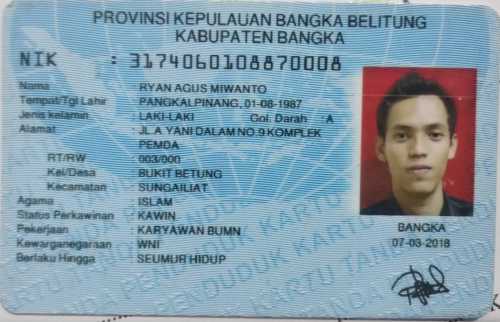 PROVINSI KEPULAUAN BANGKA BELITUNG
KABUPATEN BANGKA
NIK : 3174060108870008
Nama : RYAN AGUS MIWANTO
Tempat/Tgl Lahir : PANGKALPINANG, 01-08-1987
Jenis kelamin : LAKI-LAKI Gol. Darah : A
Alamat : JL. A YANI DALAM NO.9 KOMPLEK
PEMDA
RT/RW : 003/000
Kel/Desa : BUKIT BETUNG
Kecamatan : SUNGAILIAT
Agama : ISLAM
Status Perkawinan : KAWIN
Pekerjaan : KARYAWAN BUMN
Kewarganegaraan : WNI
Berlaku Hingga : SEUMUR HIDUP
BANGKA
07-03-2018